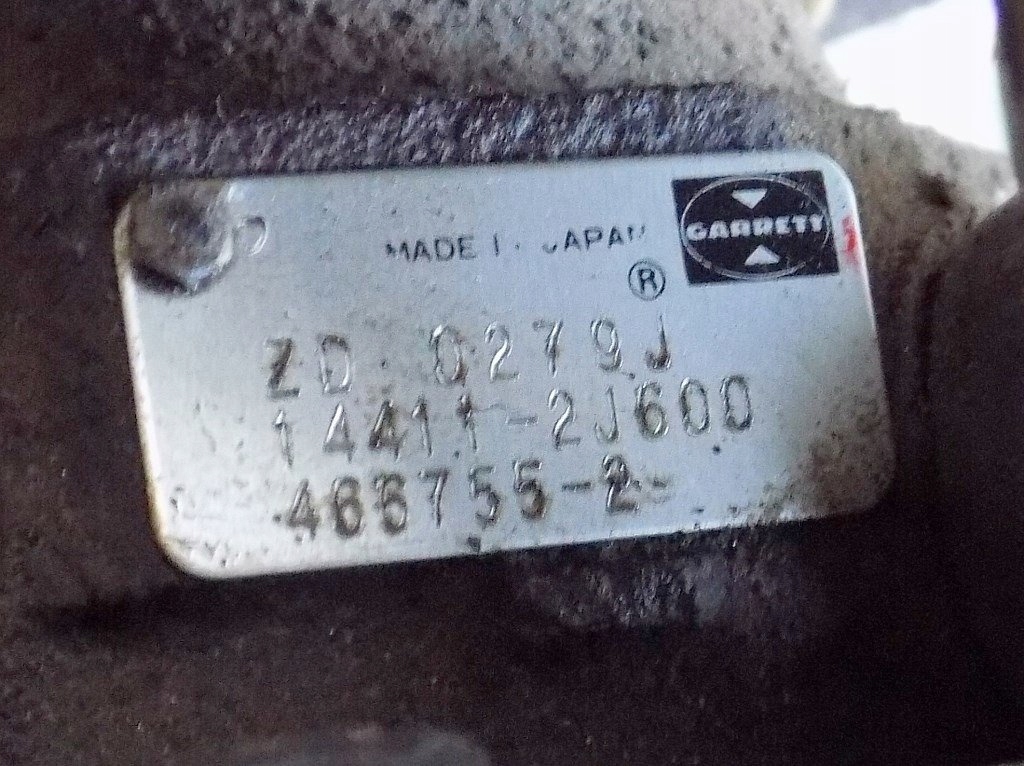 MADE IN JAPAN
GARRETT
®
ZD 0279J
14411-2J600
466755-2